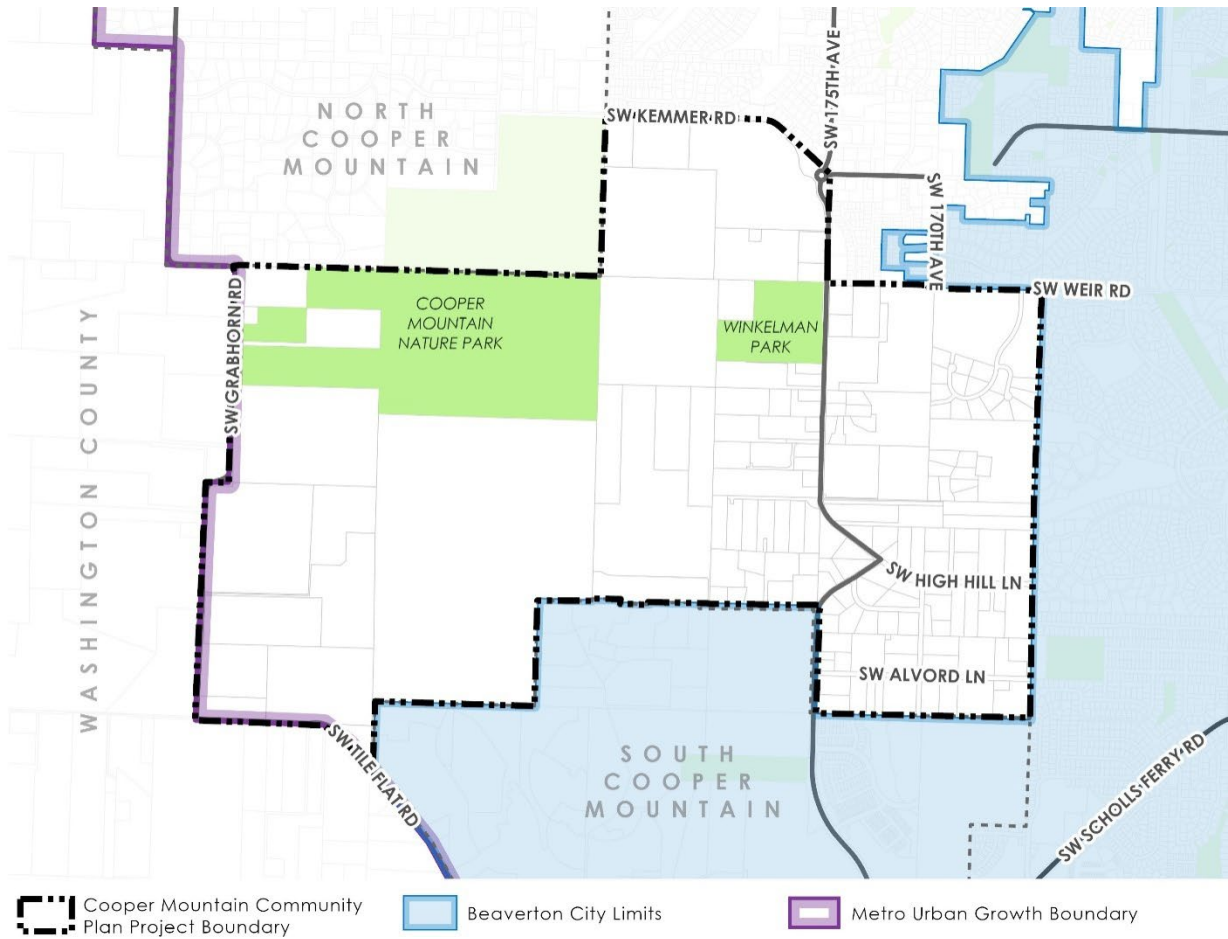 SW 175TH AVE
NORTH
COOPER
MOUNTAIN
SW KEMMER RD
SW 170TH AVE
SW WEIR RD
SW GRABHORN RD
COOPER
MOUNTAIN
NATURE PARK
WINKELMAN
PARK
WASHINGTON COUNTY
SW HIGH HILL LN
SW ALVORD LN
SW TILE FLAT RD
SOUTH
COOPER
MOUNTAIN
SW SCHOLLS FERRY RD
Cooper Mountain Community
Plan Project Boundary
Beaverton City Limits
Metro Urban Growth Boundary